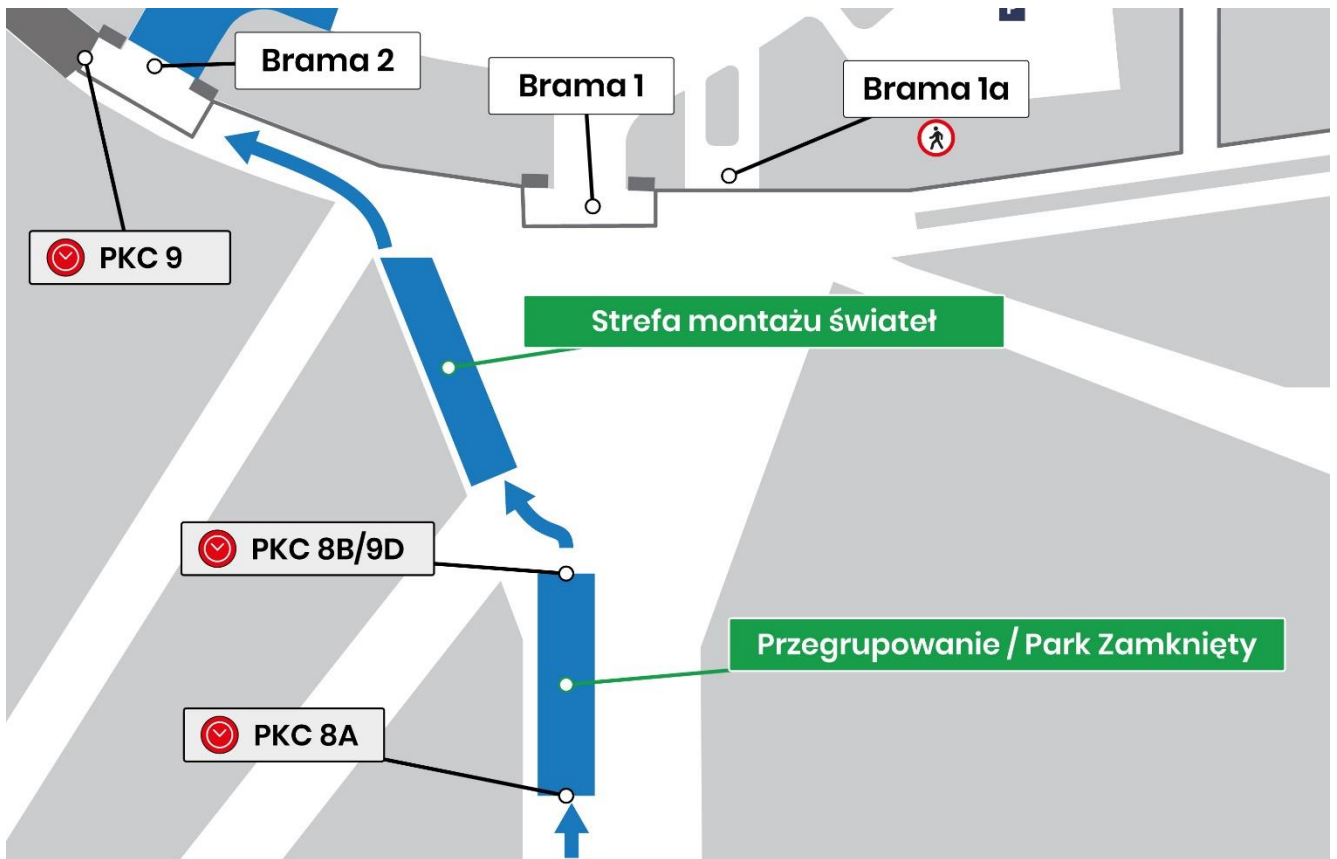 Brama 2
Brama 1
Brama 1a
PKC 9
Strefa montażu świateł
PKC 8B/9D
Przegrupowanie / Park Zamknięty
PKC 8A